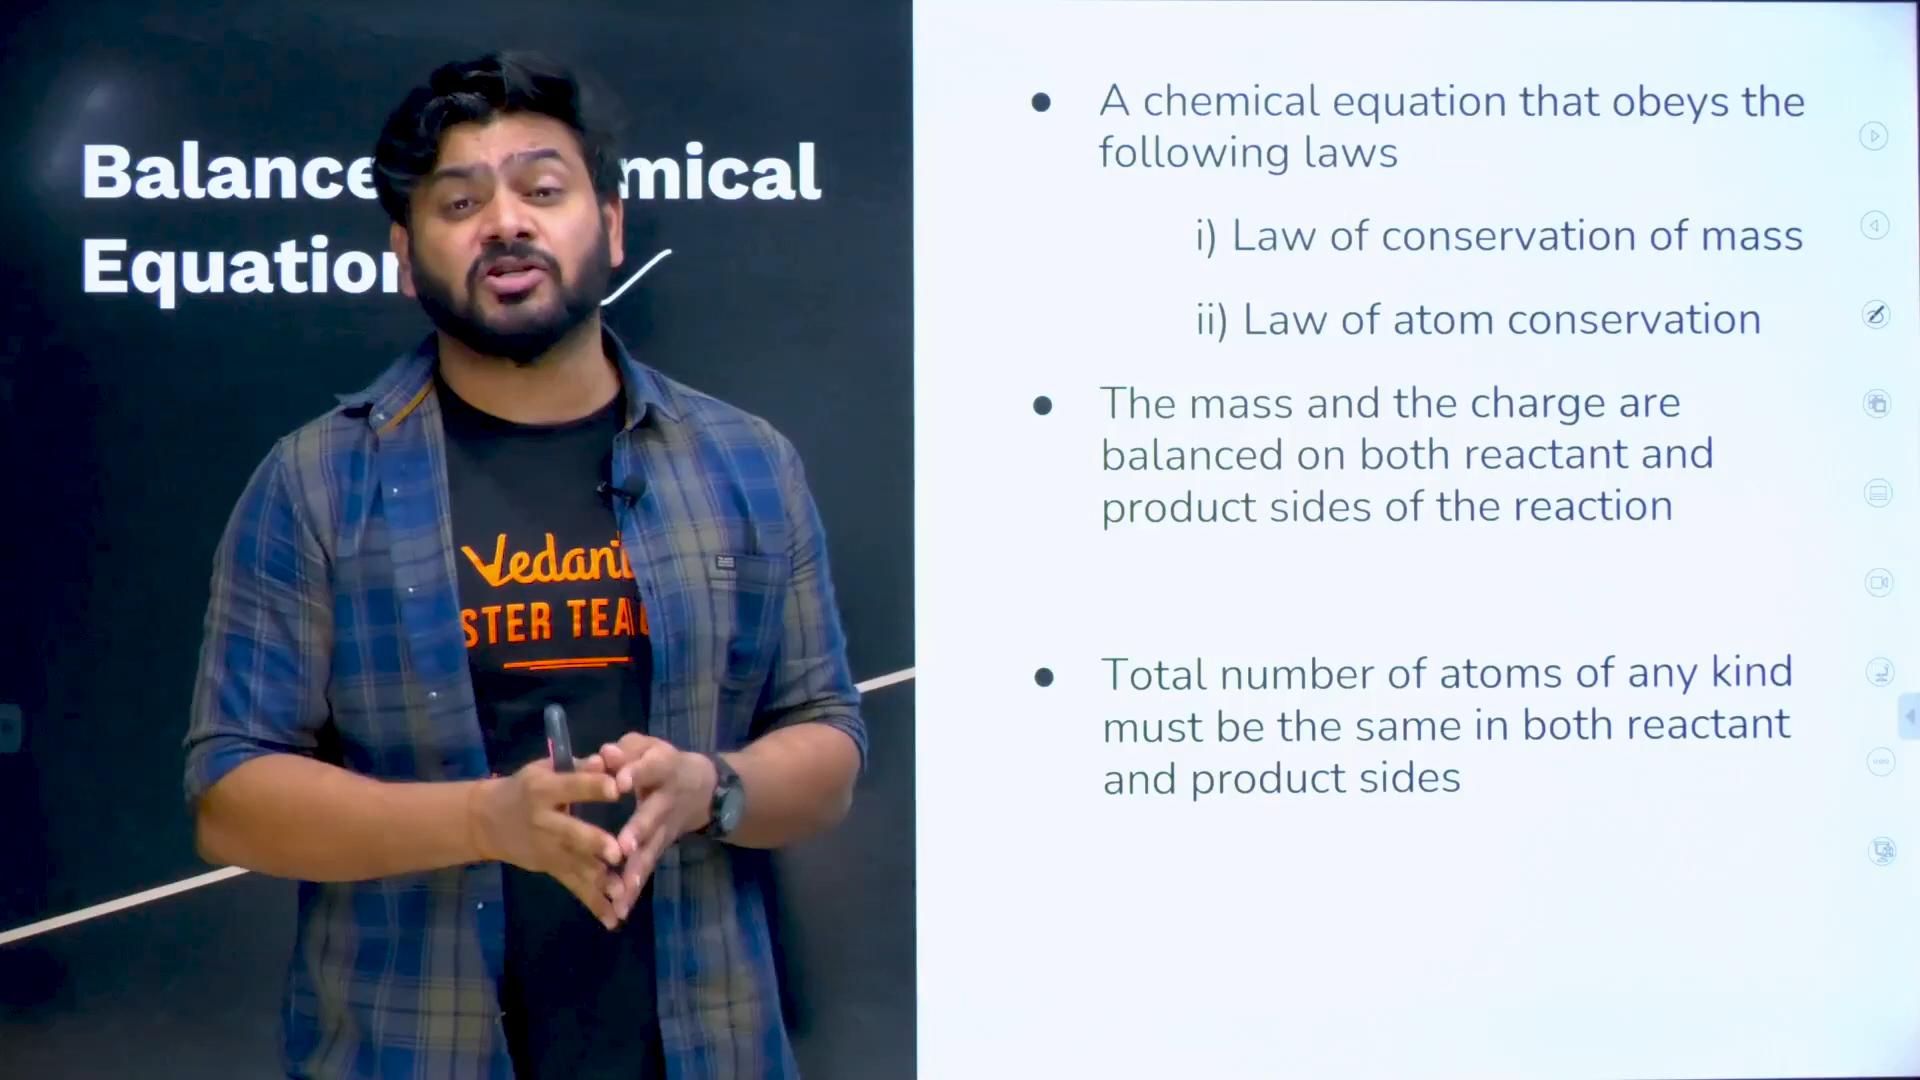 Balance mical
Equation
Vedant
STER TEA
● A chemical equation that obeys the
following laws
i) Law of conservation of mass
ii) Law of atom conservation
● The mass and the charge are
balanced on both reactant and
product sides of the reaction
● Total number of atoms of any kind
must be the same in both reactant
and product sides